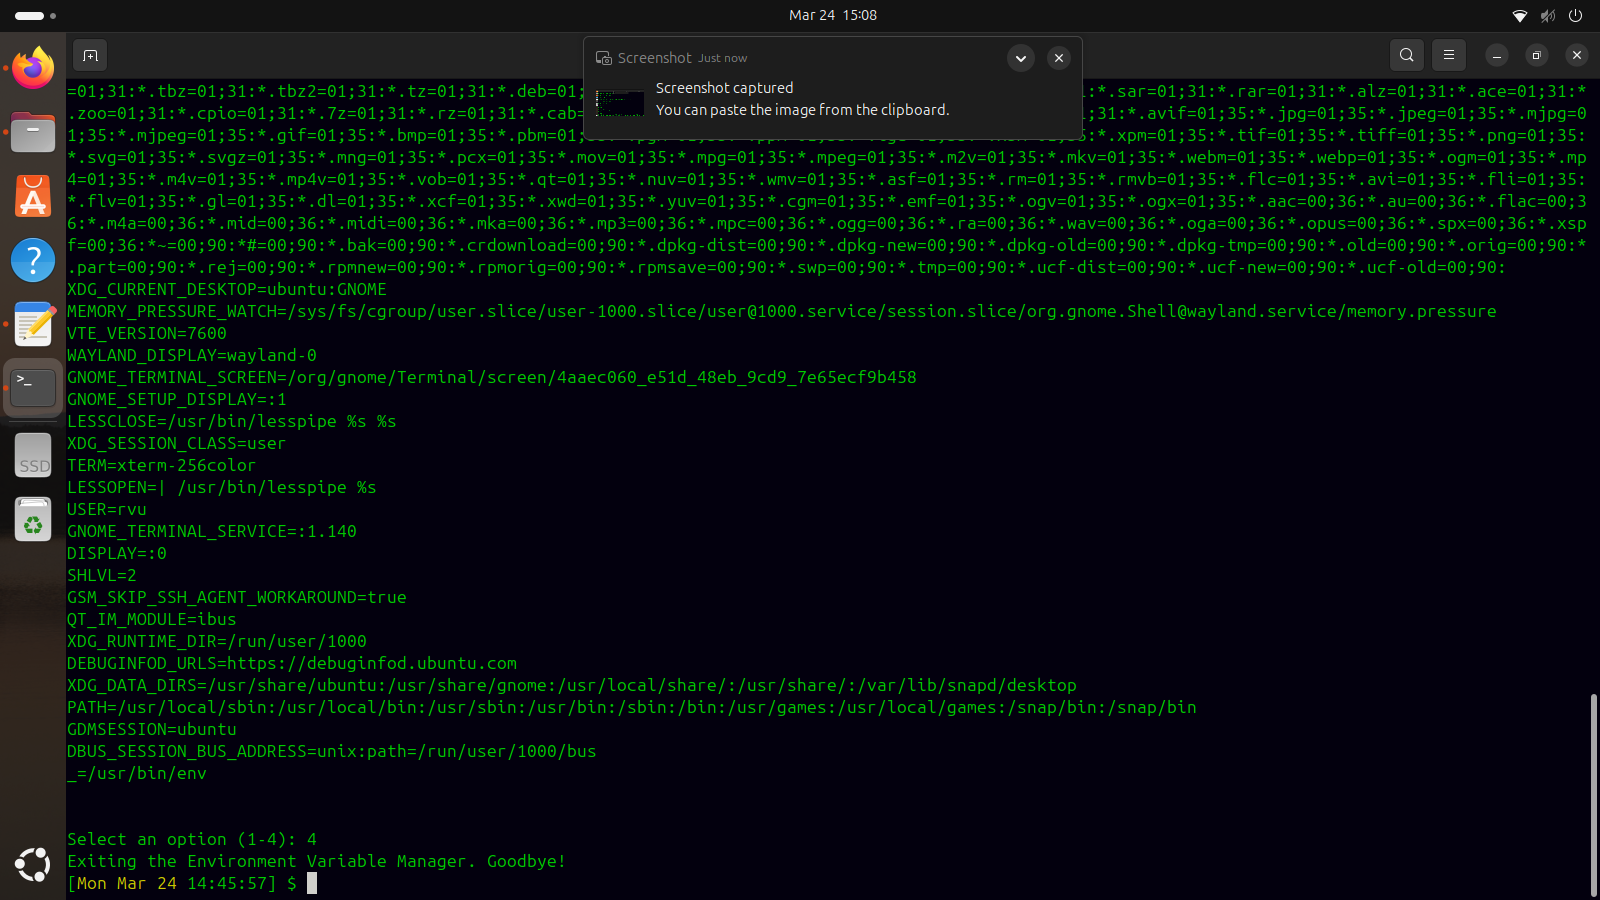 Mar 24 15:08
Screenshot Just now
Screenshot captured
You can paste the image from the clipboard.
=01;31:*.tbz=01;31:*.tbz2=01;31:*.tz=01;31:*.deb=01; 1:*.sar=01;31:*.rar=01;31:*.alz=01;31:*.ace=01;31:*
.zoo=01;31:*.cpio=01;31:*.7z=01;31:*.rz=01;31:*.cab= 31:*.avif=01;35:*.jpg=01;35:*.jpeg=01;35:*.mjpg=0
1;35:*.mjpeg=01;35:*.gif=01;35:*.bmp=01;35:*.pbm=01; :*.xpm=01;35:*.tif=01;35:*.tiff=01;35:*.png=01;35:
*.svg=01;35:*.svgz=01;35:*.mng=01;35:*.pcx=01;35:*.mov=01;35:*.mpg=01;35:*.mpeg=01;35:*.m2v=01;35:*.mkv=01;35:*.webm=01;35:*.webp=01;35:*.ogm=01;35:*.mp
4=01;35:*.m4v=01;35:*.mp4v=01;35:*.vob=01;35:*.qt=01;35:*.nuv=01;35:*.wmv=01;35:*.asf=01;35:*.rm=01;35:*.rmvb=01;35:*.flc=01;35:*.avi=01;35:*.fli=01;35:
*.flv=01;35:*.gl=01;35:*.dl=01;35:*.xcf=01;35:*.xwd=01;35:*.yuv=01;35:*.cgm=01;35:*.emf=01;35:*.ogv=01;35:*.ogx=01;35:*.aac=00;36:*.au=00;36:*.flac=00;3
6:*.m4a=00;36:*.mid=00;36:*.midi=00;36:*.mka=00;36:*.mp3=00;36:*.mpc=00;36:*.ogg=00;36:*.ra=00;36:*.wav=00;36:*.oga=00;36:*.opus=00;36:*.spx=00;36:*.xsp
f=00;36:*~=00;90:*#=00;90:*.bak=00;90:*.crdownload=00;90:*.dpkg-dist=00;90:*.dpkg-new=00;90:*.dpkg-old=00;90:*.dpkg-tmp=00;90:*.old=00;90:*.orig=00;90:*
.part=00;90:*.rej=00;90:*.rpmnew=00;90:*.rpmorig=00;90:*.rpmsave=00;90:*.swp=00;90:*.tmp=00;90:*.ucf-dist=00;90:*.ucf-new=00;90:*.ucf-old=00;90:
XDG_CURRENT_DESKTOP=ubuntu:GNOME
MEMORY_PRESSURE_WATCH=/sys/fs/cgroup/user.slice/user-1000.slice/user@1000.service/session.slice/org.gnome.Shell@wayland.service/memory.pressure
VTE_VERSION=7600
WAYLAND_DISPLAY=wayland-0
GNOME_TERMINAL_SCREEN=/org/gnome/Terminal/screen/4aaec060_e51d_48eb_9cd9_7e65ecf9b458
GNOME_SETUP_DISPLAY=:1
LESSCLOSE=/usr/bin/lesspipe %s %s
XDG_SESSION_CLASS=user
TERM=xterm-256color
LESSOPEN=| /usr/bin/lesspipe %s
USER=rvu
GNOME_TERMINAL_SERVICE=:1.140
DISPLAY=:0
SHLVL=2
GSM_SKIP_SSH_AGENT_WORKAROUND=true
QT_IM_MODULE=ibus
XDG_RUNTIME_DIR=/run/user/1000
DEBUGINFOD_URLS=https://debuginfod.ubuntu.com
XDG_DATA_DIRS=/usr/share/ubuntu:/usr/share/gnome:/usr/local/share/:/usr/share/:/var/lib/snapd/desktop
PATH=/usr/local/sbin:/usr/local/bin:/usr/sbin:/usr/bin:/sbin:/bin:/usr/games:/usr/local/games:/snap/bin:/snap/bin
GDMSESSION=ubuntu
DBUS_SESSION_BUS_ADDRESS=unix:path=/run/user/1000/bus
_=/usr/bin/env
Select an option (1-4): 4
Exiting the Environment Variable Manager. Goodbye!
[Mon Mar 24 14:45:57] $
SSD